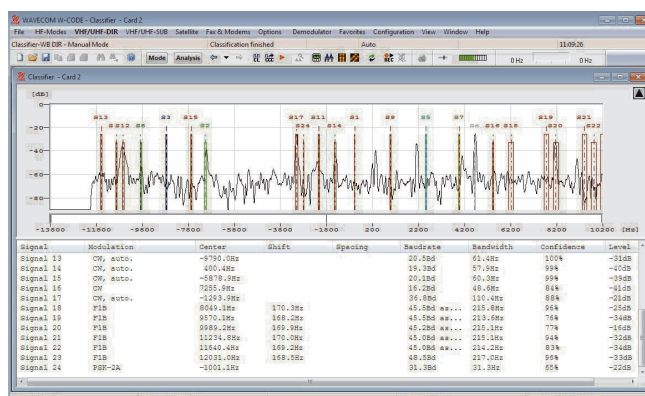 WAVECOM W-CODE - Classifier - Card 2
File HF-Modes VHF/UHF-DIR VHF/UHF-SUB Satellite Fax & Modems Options Demodulator Favorites Configuration View Window Help
Classifier-WB DIR - Manual Mode Classification finished Auto 11:09:26
Mode Analysis REC 0 Hz 0 Hz
Classifier - Card 2
[dB]
0
S13 S12 S6 S3 S15 S2 S17 S24 S11 S14 S1 S9 S5 S7 S16 S18 S19 S20 S21 S22
-20
-40
-60
-80
-13800 -11800 -9800 -7800 -5800 -3800 -1800 200 2200 4200 6200 8200 10200 [Hz]
Signal Modulation Center Shift Spacing Baudrate Bandwidth Confidence Level
Signal 13 CW, auto. -9790.0Hz 20.5Bd 61.4Hz 100% -31dB
Signal 14 CW, auto. 400.4Hz 19.3Bd 57.9Hz 99% -40dB
Signal 15 CW, auto. -5878.9Hz 20.1Bd 60.3Hz 99% -39dB
Signal 16 CW 7255.9Hz 16.2Bd 48.6Hz 84% -41dB
Signal 17 CW, auto. -1293.9Hz 36.8Bd 110.4Hz 88% -21dB
Signal 18 F1B 8049.1Hz 170.3Hz 45.5Bd as... 215.8Hz 96% -25dB
Signal 19 F1B 9570.1Hz 168.2Hz 45.5Bd as... 213.6Hz 76% -34dB
Signal 20 F1B 9989.2Hz 169.9Hz 45.2Bd as... 215.1Hz 77% -16dB
Signal 21 F1B 11234.8Hz 170.0Hz 45.0Bd as... 215.1Hz 94% -32dB
Signal 22 F1B 11640.4Hz 169.2Hz 45.0Bd as... 214.2Hz 83% -34dB
Signal 23 F1B 12031.0Hz 168.5Hz 48.5Bd 217.0Hz 96% -33dB
Signal 24 PSK-2A -1001.1Hz 31.3Bd 31.3Hz 65% -22dB